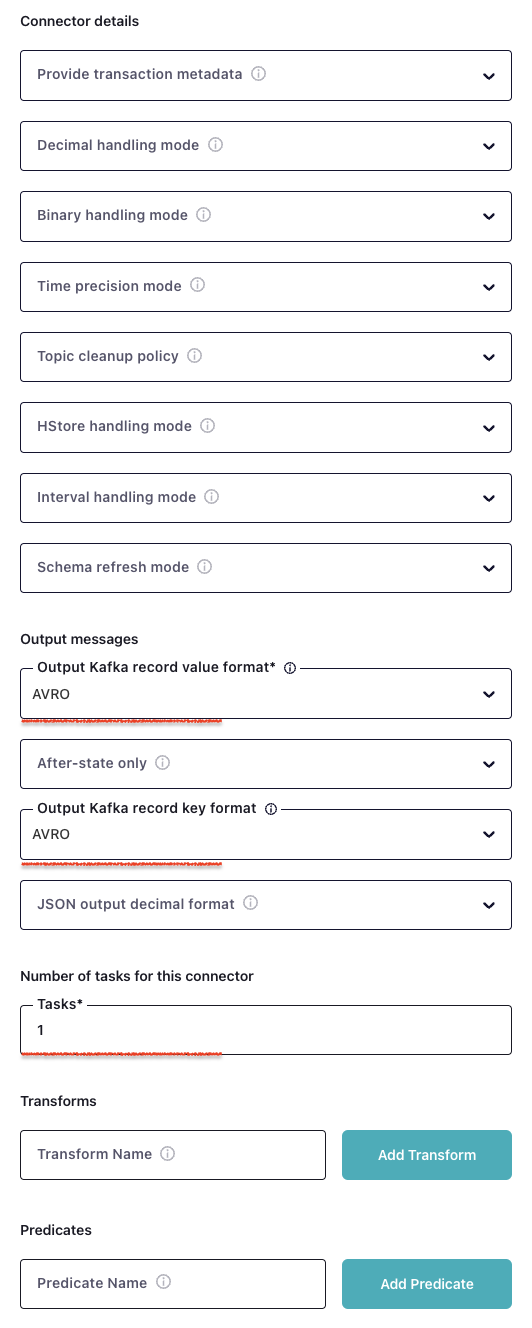 Connector details
Provide transaction metadata
Decimal handling mode
Binary handling mode
Time precision mode
Topic cleanup policy
HStore handling mode
Interval handling mode
Schema refresh mode
Output messages
Output Kafka record value format*
AVRO
After-state only
Output Kafka record key format
AVRO
JSON output decimal format
Number of tasks for this connector
Tasks*
1
Transforms
Transform Name
Add Transform
Predicates
Predicate Name
Add Predicate